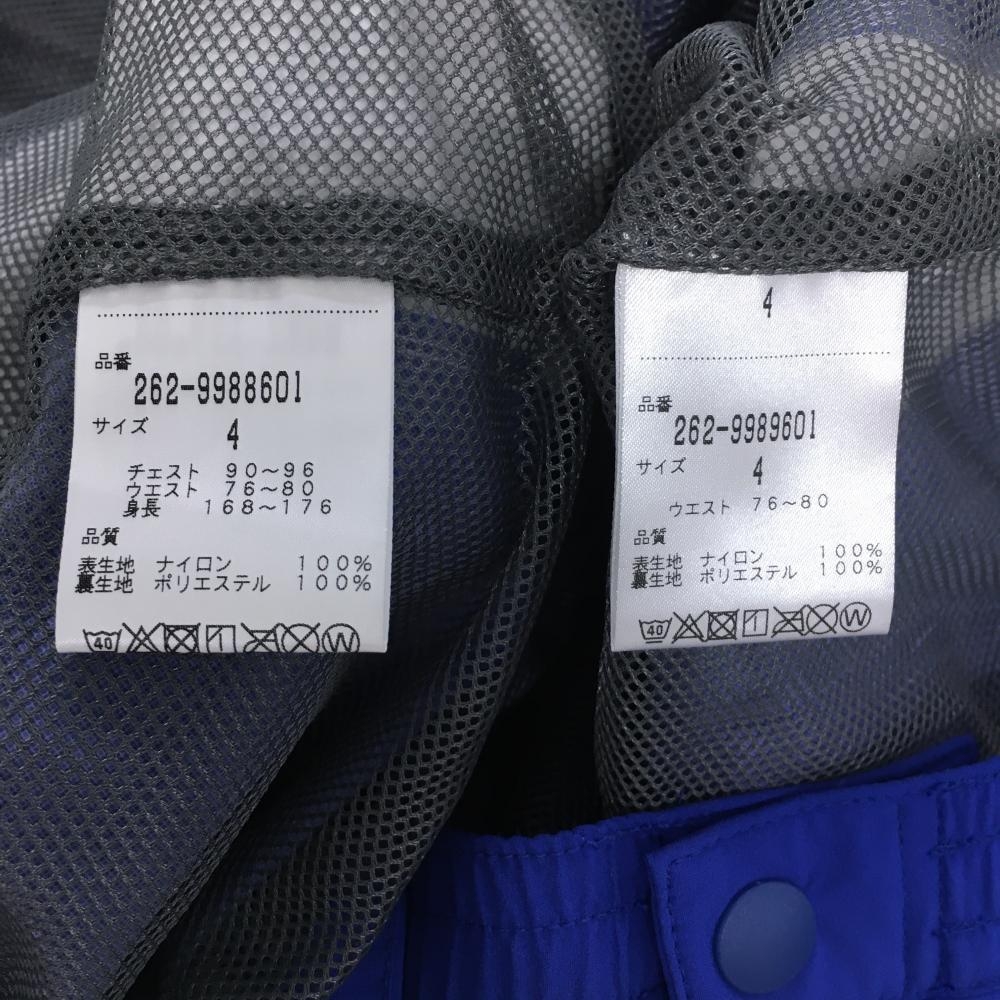 品番
262-9988601
サイズ 4
チェスト 90～96
ウエスト 76～80
身長 168～176
品質
表生地 ナイロン 100%
裏生地 ポリエステル 100%
40 W
4
品番
262-9989601
サイズ 4
ウエスト 76～80
品質
表生地 ナイロン 100%
裏生地 ポリエステル 100%
40 W